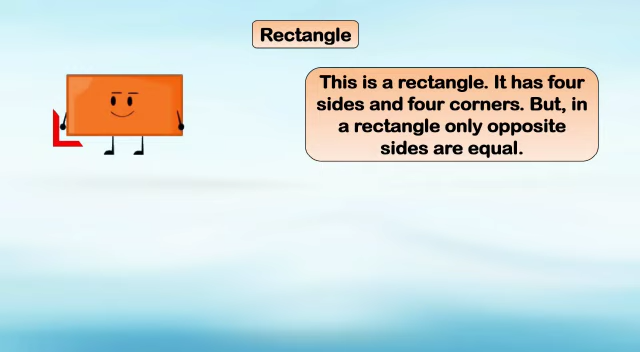 Rectangle
This is a rectangle. It has four
sides and four corners. But, in
a rectangle only opposite
sides are equal.